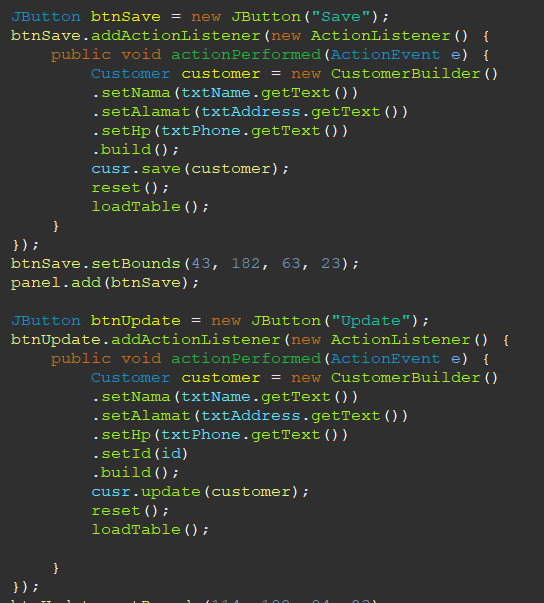 JButton btnSave = new JButton("Save");
btnSave.addActionListener(new ActionListener() {
    public void actionPerformed(ActionEvent e) {
        Customer customer = new CustomerBuilder()
        .setNama(txtName.getText())
        .setAlamat(txtAddress.getText())
        .setHp(txtPhone.getText())
        .build();
        cusr.save(customer);
        reset();
        loadTable();
    }
});
btnSave.setBounds(43, 182, 63, 23);
panel.add(btnSave);

JButton btnUpdate = new JButton("Update");
btnUpdate.addActionListener(new ActionListener() {
    public void actionPerformed(ActionEvent e) {
        Customer customer = new CustomerBuilder()
        .setNama(txtName.getText())
        .setAlamat(txtAddress.getText())
        .setHp(txtPhone.getText())
        .setId(id)
        .build();
        cusr.update(customer);
        reset();
        loadTable();

    }
});